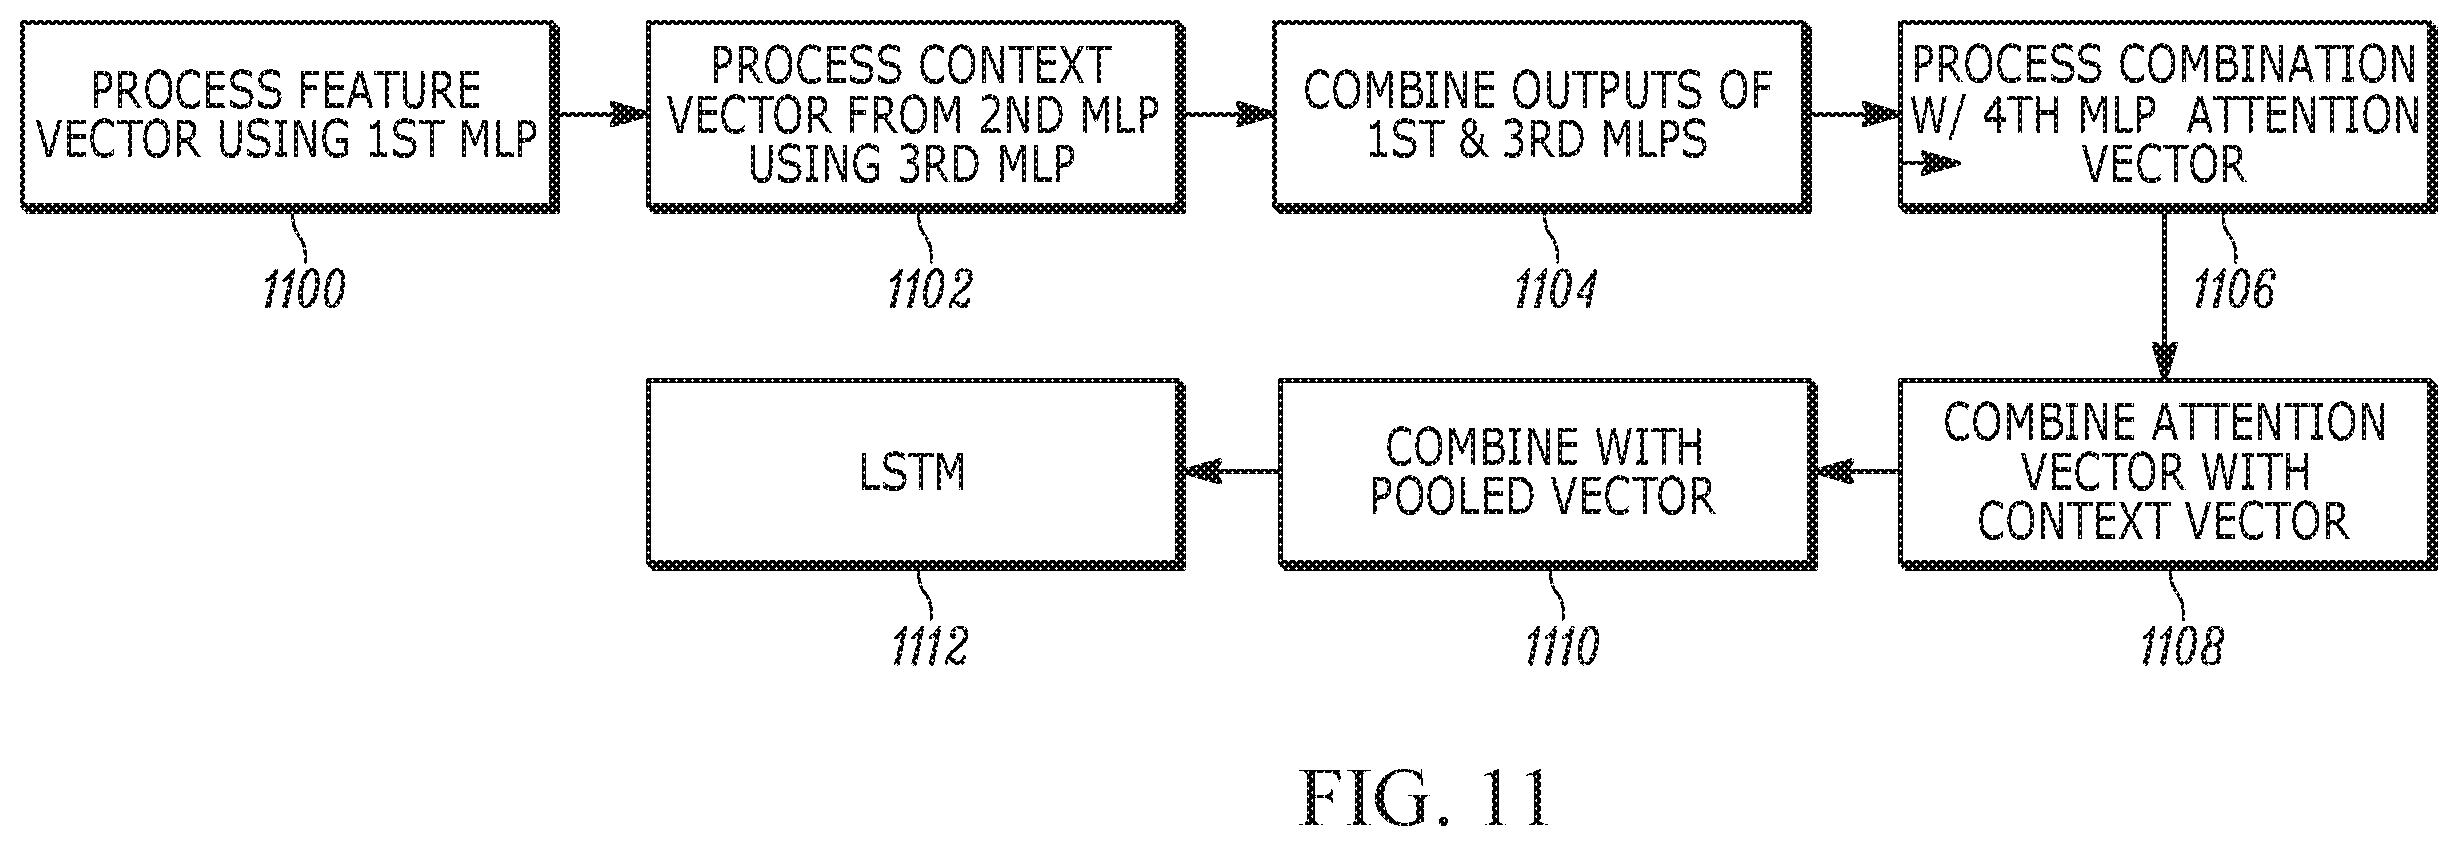 PROCESS FEATURE
VECTOR USING 1ST MLP
1100
PROCESS CONTEXT
VECTOR FROM 2ND MLP
USING 3RD MLP
1102
COMBINE OUTPUTS OF
1ST & 3RD MLPS
1104
PROCESS COMBINATION
W/ 4TH MLP ATTENTION
VECTOR
1106
COMBINE ATTENTION
VECTOR WITH
CONTEXT VECTOR
1108
COMBINE WITH
POOLED VECTOR
1110
LSTM
1112
FIG. 11